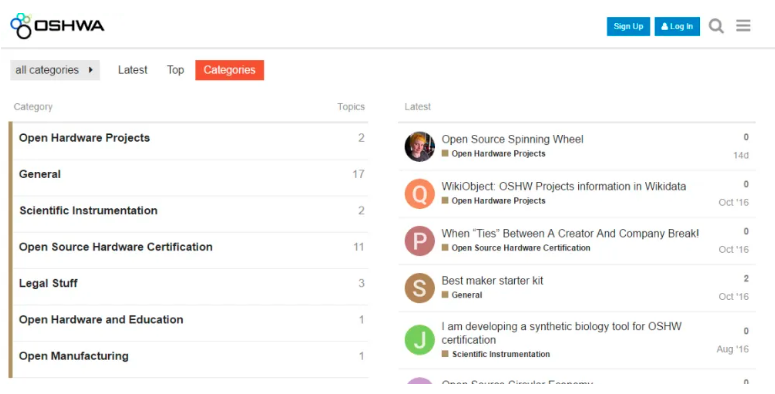 OSHWA
Sign Up
Log In
all categories
Latest
Top
Categories
Category
Topics
Open Hardware Projects
2
General
17
Scientific Instrumentation
2
Open Source Hardware Certification
11
Legal Stuff
3
Open Hardware and Education
1
Open Manufacturing
1
Latest
Open Source Spinning Wheel
0
Open Hardware Projects
14d
Q
WikiObject: OSHW Projects information in Wikidata
0
Open Hardware Projects
Oct '16
P
When “Ties” Between A Creator And Company Break!
0
Open Source Hardware Certification
Oct '16
S
Best maker starter kit
2
General
Oct '16
J
I am developing a synthetic biology tool for OSHW
0
certification
Scientific Instrumentation
Aug '16
Open Source Circular Economy
0